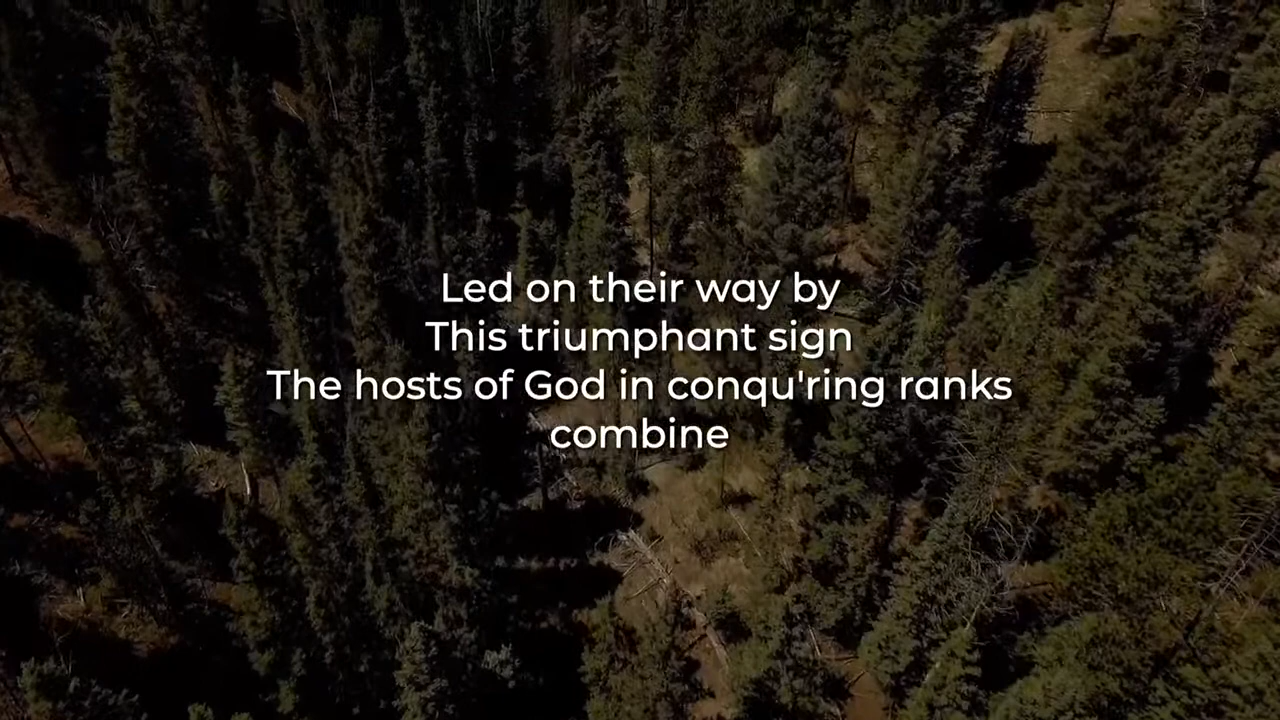 Led on their way by
This triumphant sign
The hosts of God in conqu'ring ranks
combine